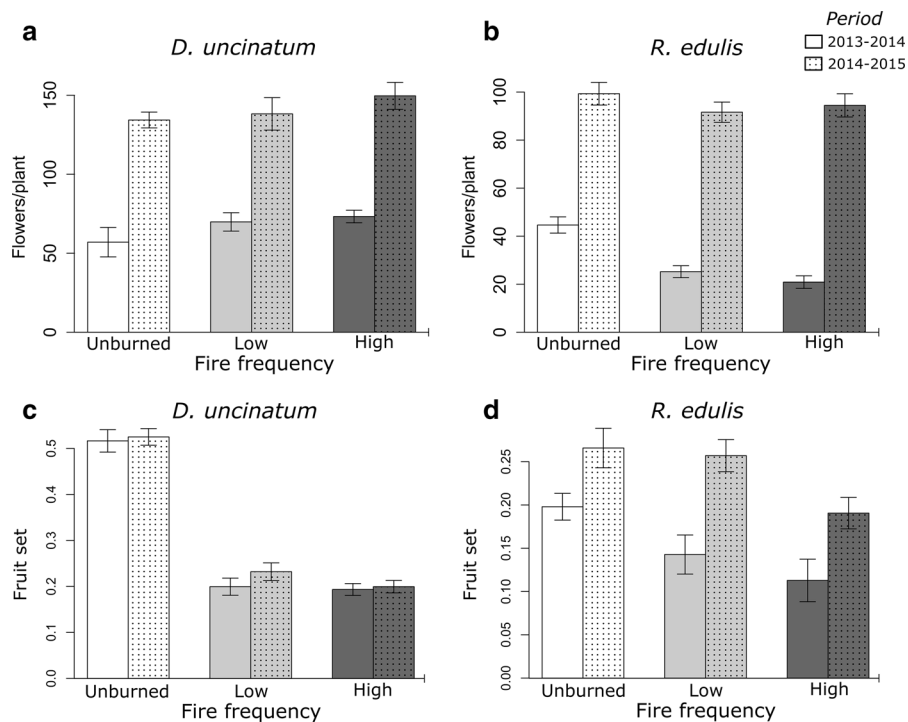 Period
2013-2014
2014-2015
a
D. uncinatum
Flowers/plant
150
100
50
0
Unburned Low High
Fire frequency
b
R. edulis
Flowers/plant
100
80
60
40
20
0
Unburned Low High
Fire frequency
c
D. uncinatum
Fruit set
0.5
0.4
0.3
0.2
0.1
0.0
Unburned Low High
Fire frequency
d
R. edulis
Fruit set
0.25
0.20
0.15
0.10
0.05
0.00
Unburned Low High
Fire frequency